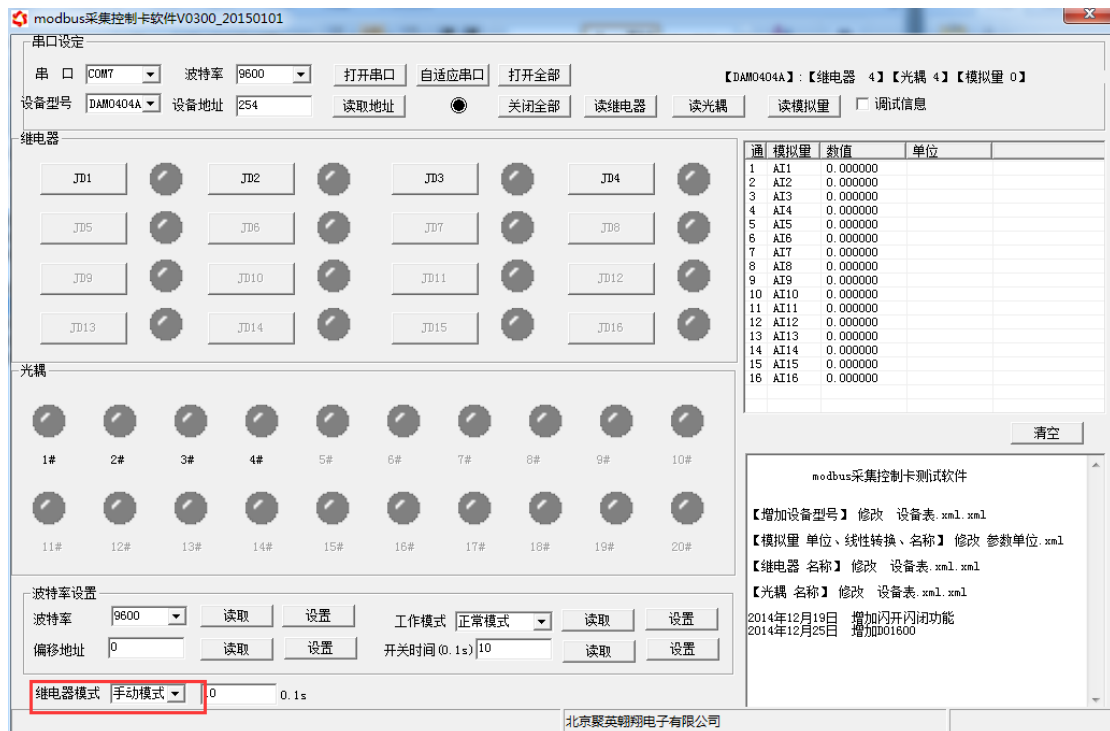 modbus采集控制卡软件V0300_20150101
串口设定
串 口 COM7 波特率 9600 打开串口 自适应串口 打开全部 【DAM0404A】:【继电器 4】【光耦 4】【模拟量 0】
设备型号 DAM0404A 设备地址 254 读取地址 关闭全部 读继电器 读光耦 读模拟量 调试信息
继电器
JD1 JD2 JD3 JD4
JD5 JD6 JD7 JD8
JD9 JD10 JD11 JD12
JD13 JD14 JD15 JD16
通 模拟量 数值 单位
1 AI1 0.000000
2 AI2 0.000000
3 AI3 0.000000
4 AI4 0.000000
5 AI5 0.000000
6 AI6 0.000000
7 AI7 0.000000
8 AI8 0.000000
9 AI9 0.000000
10 AI10 0.000000
11 AI11 0.000000
12 AI12 0.000000
13 AI13 0.000000
14 AI14 0.000000
15 AI15 0.000000
16 AI16 0.000000
清空
光耦
1# 2# 3# 4# 5# 6# 7# 8# 9# 10#
11# 12# 13# 14# 15# 16# 17# 18# 19# 20#
modbus采集控制卡测试软件
【增加设备型号】 修改 设备表.xml.xml
【模拟量 单位、线性转换、名称】 修改 参数单位.xml
【继电器 名称】 修改 设备表.xml.xml
【光耦 名称】 修改 设备表.xml.xml
2014年12月19日 增加闪开闪闭功能
2014年12月25日 增加DO1600
波特率设置
波特率 9600 读取 设置 工作模式 正常模式 读取 设置
偏移地址 0 读取 设置 开关时间(0.1s) 10 读取 设置
继电器模式 手动模式 10 0.1s
北京聚英翱翔电子有限公司